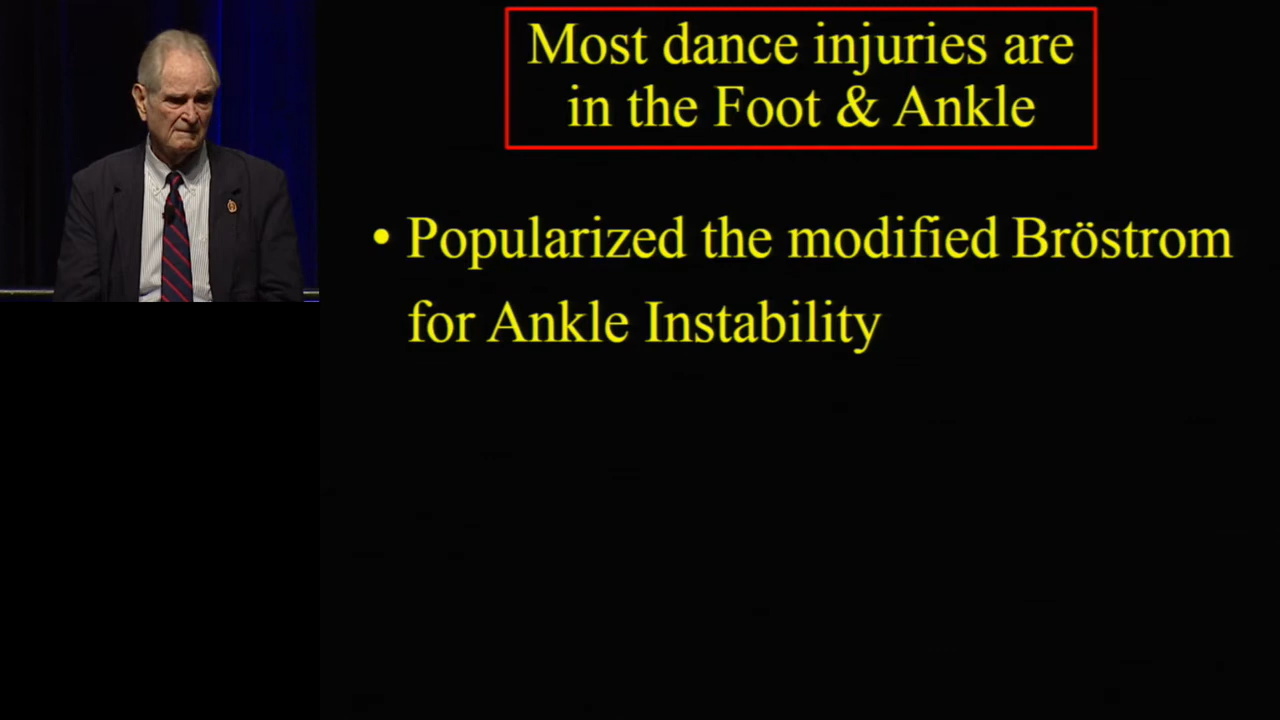 Most dance injuries are
in the Foot & Ankle
• Popularized the modified Bröstrom
for Ankle Instability